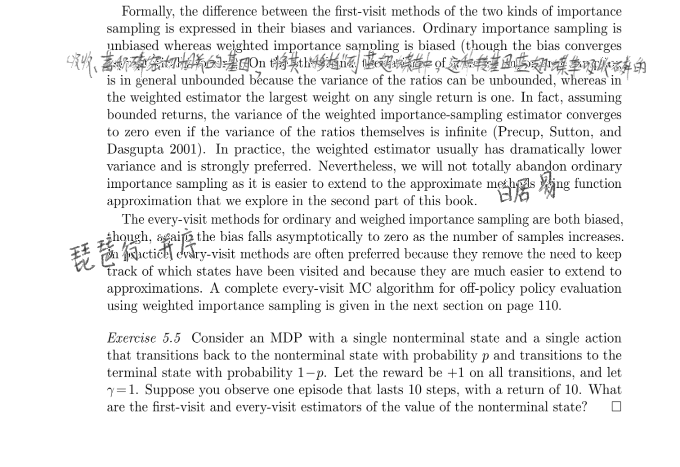 Formally, the difference between the first-visit methods of the two kinds of importance
sampling is expressed in their biases and variances. Ordinary importance sampling is
unbiased whereas weighted importance sampling is biased (though the bias converges
吸收、 相关的基因,
is in general unbounded because the variance of the ratios can be unbounded, whereas in
the weighted estimator the largest weight on any single return is one. In fact, assuming
bounded returns, the variance of the weighted importance-sampling estimator converges
to zero even if the variance of the ratios themselves is infinite (Precup, Sutton, and
Dasgupta 2001). In practice, the weighted estimator usually has dramatically lower
variance and is strongly preferred. Nevertheless, we will not totally abandon ordinary
importance sampling as it is easier to extend to the approximate methods using function
白居易
approximation that we explore in the second part of this book.
The every-visit methods for ordinary and weighed importance sampling are both biased,
though, again, the bias falls asymptotically to zero as the number of samples increases.
琵琶行 并序
In practice, every-visit methods are often preferred because they remove the need to keep
track of which states have been visited and because they are much easier to extend to
approximations. A complete every-visit MC algorithm for off-policy policy evaluation
using weighted importance sampling is given in the next section on page 110.
Exercise 5.5 Consider an MDP with a single nonterminal state and a single action
that transitions back to the nonterminal state with probability p and transitions to the
terminal state with probability 1−p. Let the reward be +1 on all transitions, and let
γ=1. Suppose you observe one episode that lasts 10 steps, with a return of 10. What
are the first-visit and every-visit estimators of the value of the nonterminal state? □